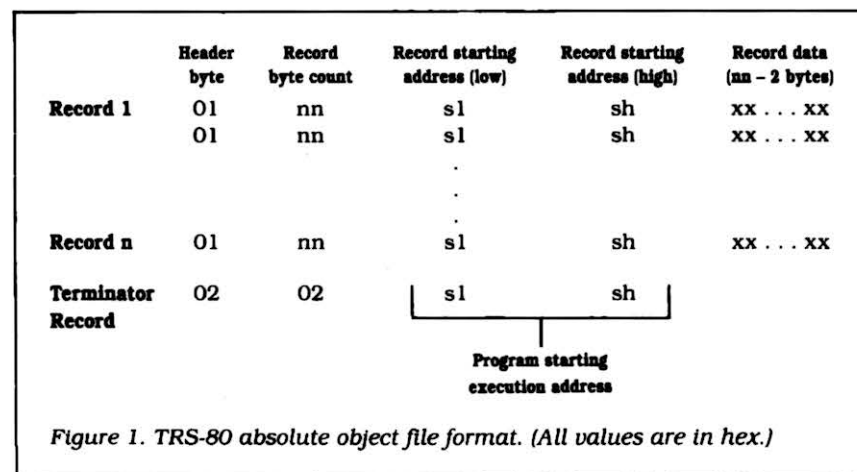 Header Record Record starting Record starting Record data
byte byte count address (low) address (high) (nn – 2 bytes)
Record 1 01 nn sl sh xx . . . xx
01 nn sl sh xx . . . xx
.
.
.
Record n 01 nn sl sh xx . . . xx
Terminator 02 02 sl sh
Record
Program starting
execution address
Figure 1. TRS-80 absolute object file format. (All values are in hex.)